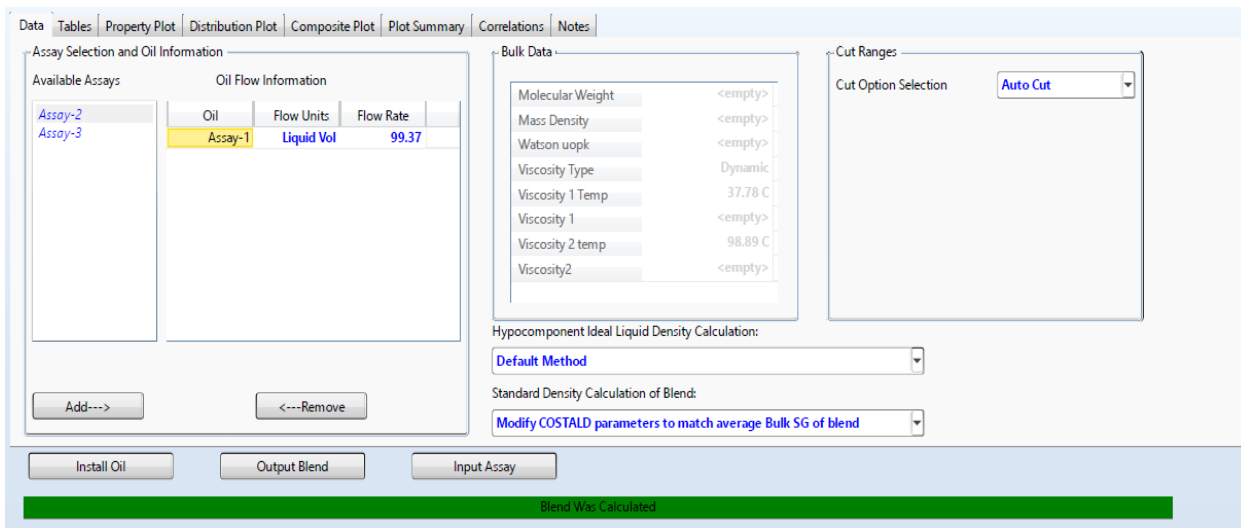 Data Tables Property Plot Distribution Plot Composite Plot Plot Summary Correlations Notes
Assay Selection and Oil Information
Available Assays Oil Flow Information
Assay-2
Assay-3
Oil Flow Units Flow Rate
Assay-1 Liquid Vol 99.37
Add---> <---Remove
Bulk Data
Molecular Weight <empty>
Mass Density <empty>
Watson uopk <empty>
Viscosity Type Dynamic
Viscosity 1 Temp 37.78 C
Viscosity 1 <empty>
Viscosity 2 temp 98.89 C
Viscosity2 <empty>
Cut Ranges
Cut Option Selection Auto Cut
Hypocomponent Ideal Liquid Density Calculation:
Default Method
Standard Density Calculation of Blend:
Modify COSTALD parameters to match average Bulk SG of blend
Install Oil Output Blend Input Assay
Blend Was Calculated